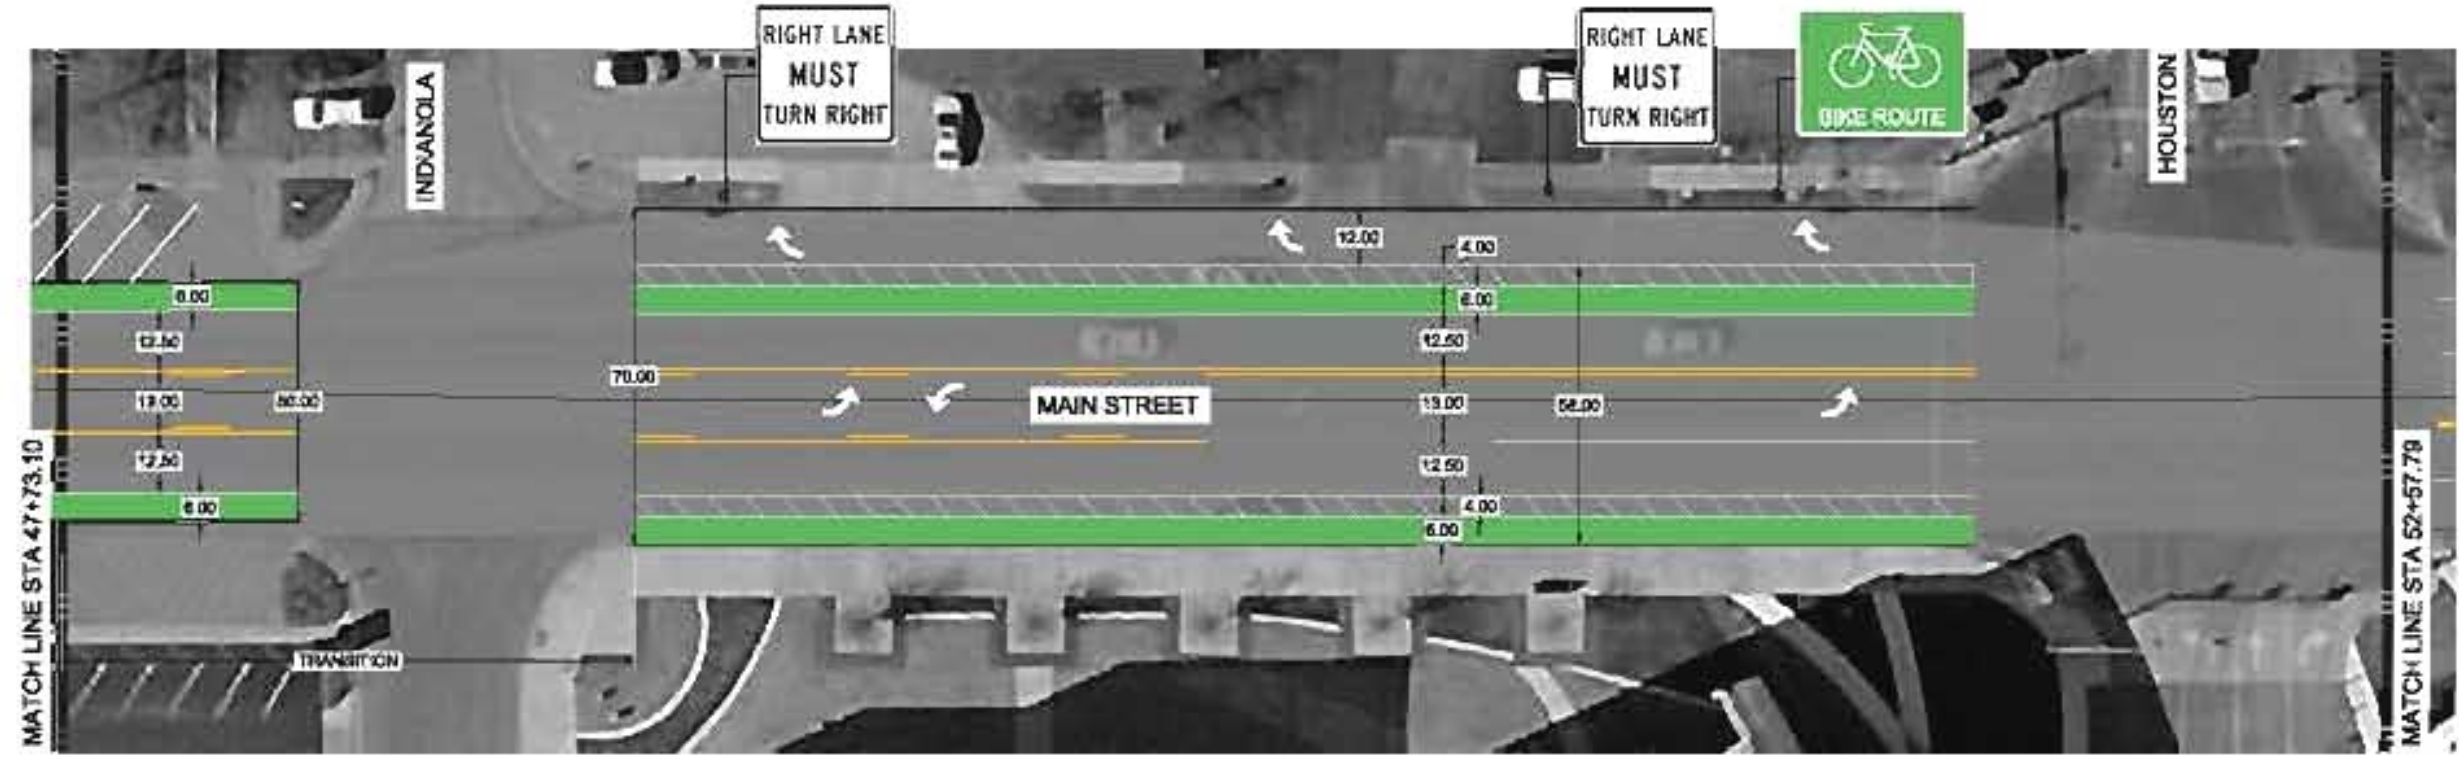 RIGHT LANE
MUST
TURN RIGHT
RIGHT LANE
MUST
TURN RIGHT
BIKE ROUTE
INDIANOLA
HOUSTON
12.00
4.00
6.00
6.00
12.50
12.50
70.00
13.00
50.00
MAIN STREET
13.00
58.00
12.50
12.50
4.00
6.00
6.00
TRANSITION
MATCH LINE STA 47+73.10
MATCH LINE STA 52+57.79